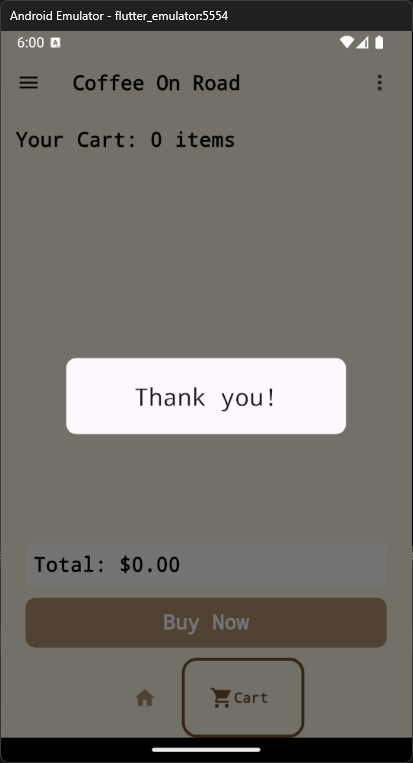 Android Emulator - flutter_emulator:5554
6:00 A
Coffee On Road
Your Cart: 0 items
Thank you!
Total: $0.00
Buy Now
Cart